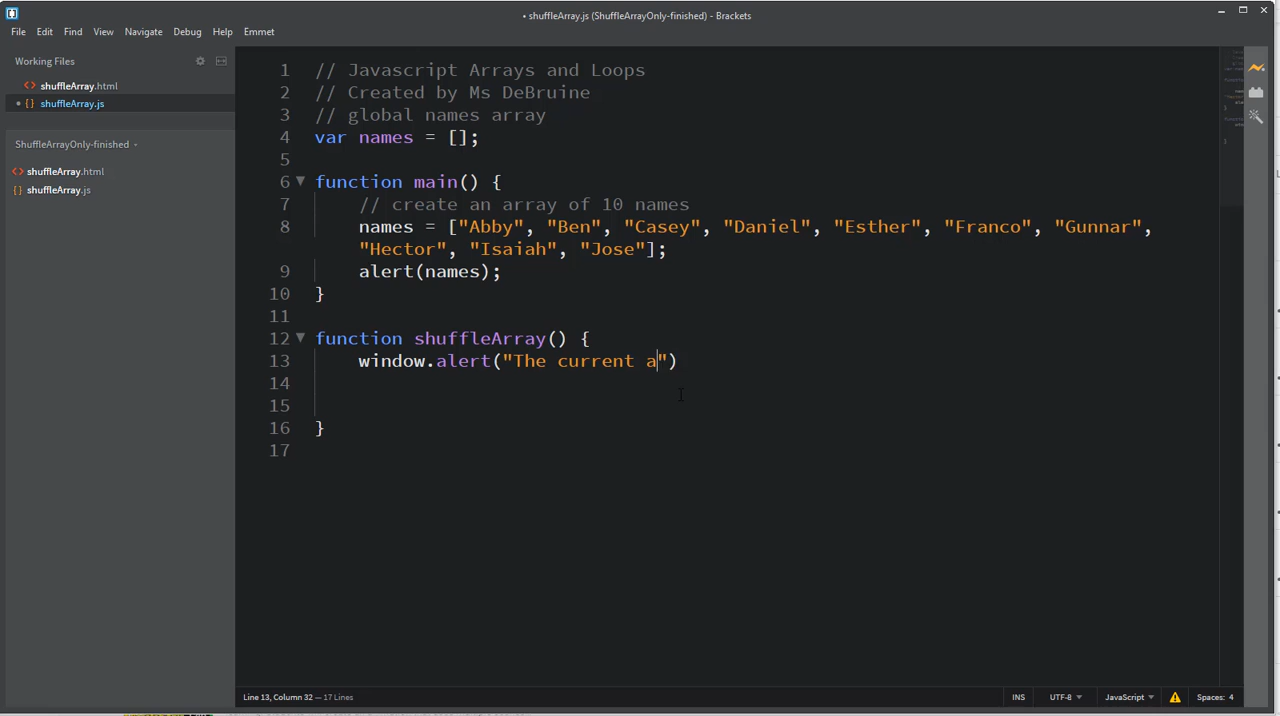 • shuffleArray.js (ShuffleArrayOnly-finished) - Brackets
File Edit Find View Navigate Debug Help Emmet
Working Files
shuffleArray.html
shuffleArray.js
ShuffleArrayOnly-finished
shuffleArray.html
shuffleArray.js
1 // Javascript Arrays and Loops
2 // Created by Ms DeBruine
3 // global names array
4 var names = [];
5
6 function main() {
7 // create an array of 10 names
8 names = ["Abby", "Ben", "Casey", "Daniel", "Esther", "Franco", "Gunnar",
"Hector", "Isaiah", "Jose"];
9 alert(names);
10 }
11
12 function shuffleArray() {
13 window.alert("The current a")
14
15
16 }
17
Line 13, Column 32 — 17 Lines
INS UTF-8 JavaScript Spaces: 4